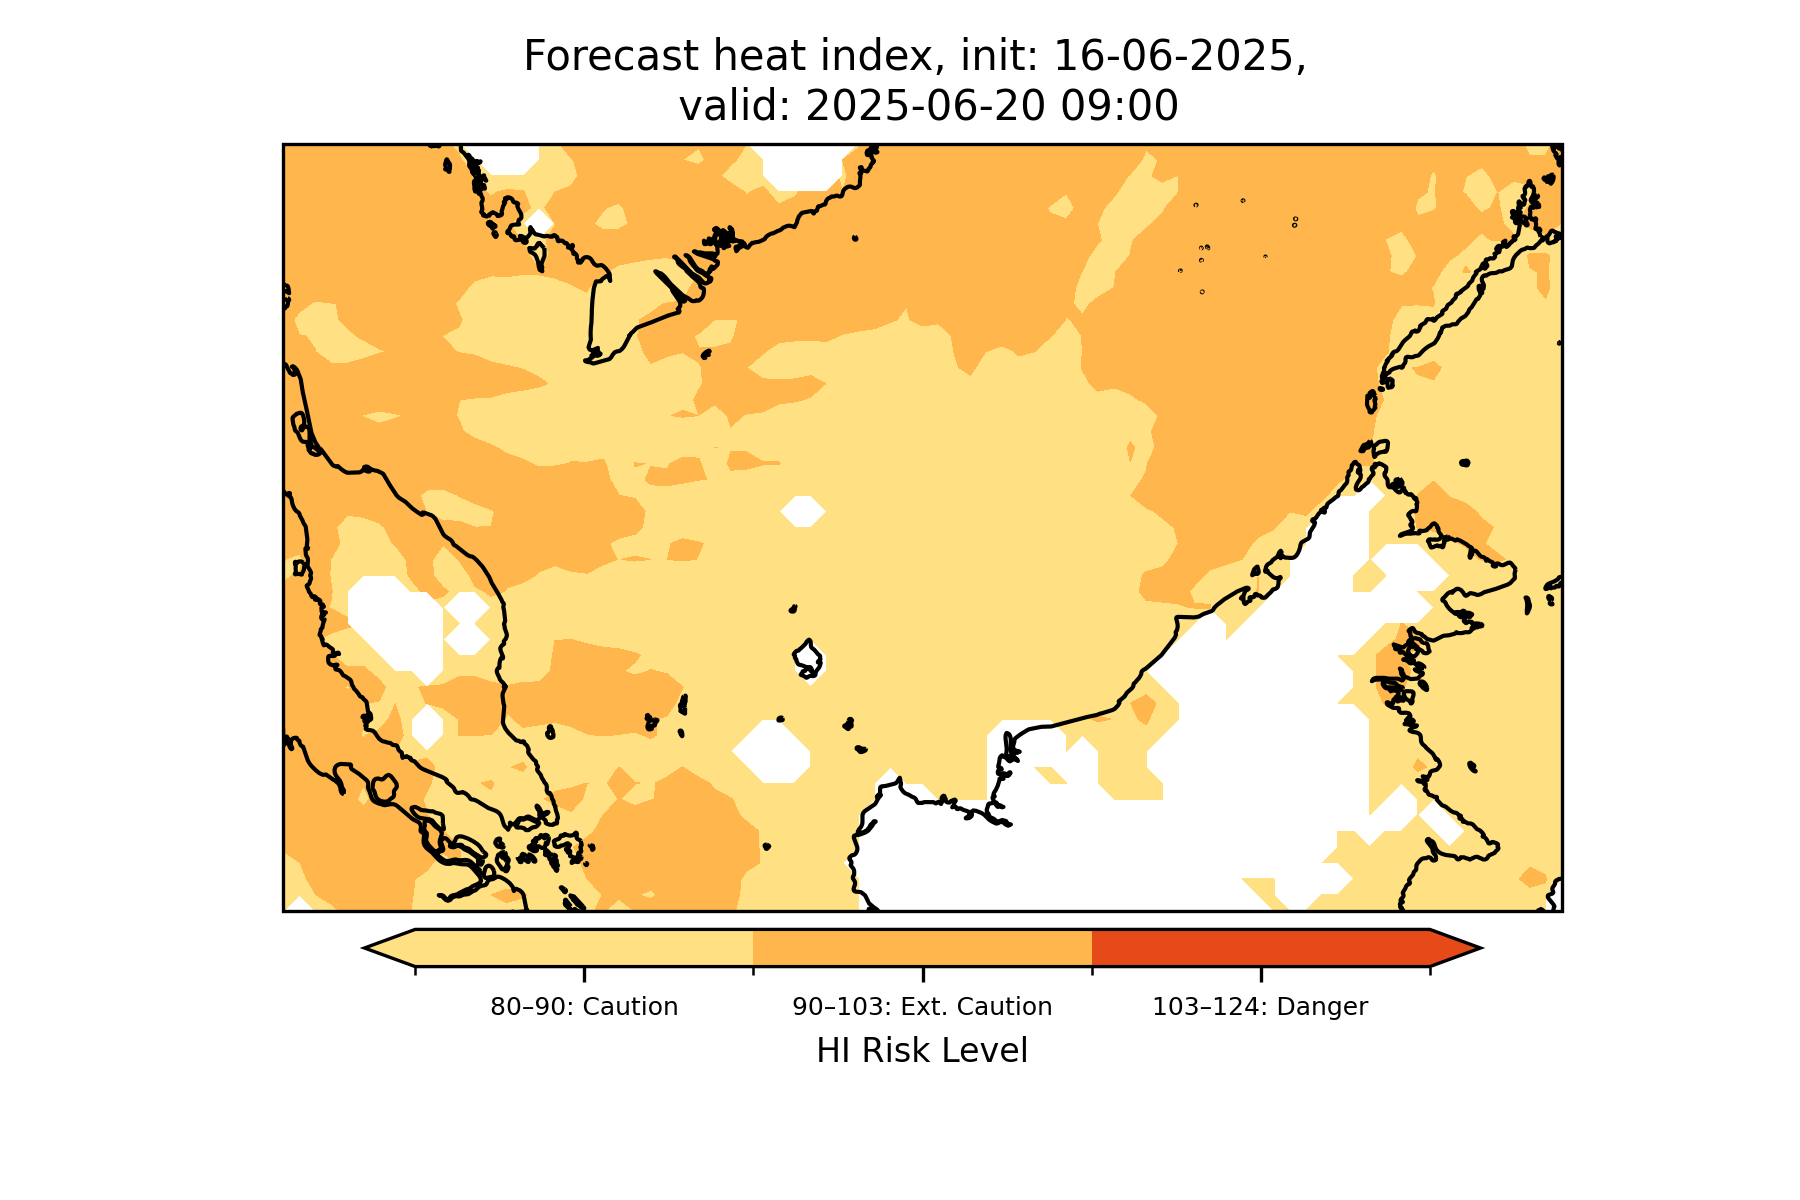 Forecast heat index, init: 16-06-2025,
valid: 2025-06-20 09:00
80–90: Caution
90–103: Ext. Caution
103–124: Danger
HI Risk Level